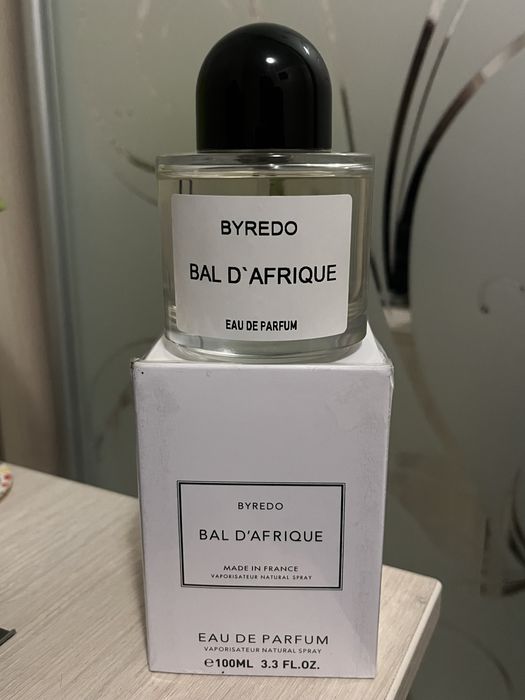 BYREDO
BAL D`AFRIQUE
EAU DE PARFUM
BYREDO
BAL D'AFRIQUE
MADE IN FRANCE
VAPORISATEUR NATURAL SPRAY
EAU DE PARFUM
VAPORISATEUR NATURAL SPRAY
℮100ML 3.3 FL.OZ.